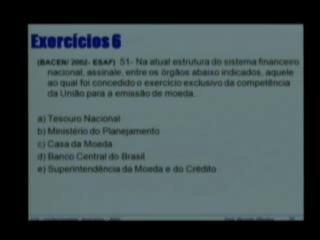 Exercícios 6
(BACEN/ 2002- ESAF) 51- Na atual estrutura do sistema financeiro
nacional, assinale, entre os órgãos abaixo indicados, aquele
ao qual foi concedido o exercício exclusivo da competência
da União para a emissão de moeda.
a) Tesouro Nacional
b) Ministério do Planejamento
c) Casa da Moeda
d) Banco Central do Brasil
e) Superintendência da Moeda e do Crédito